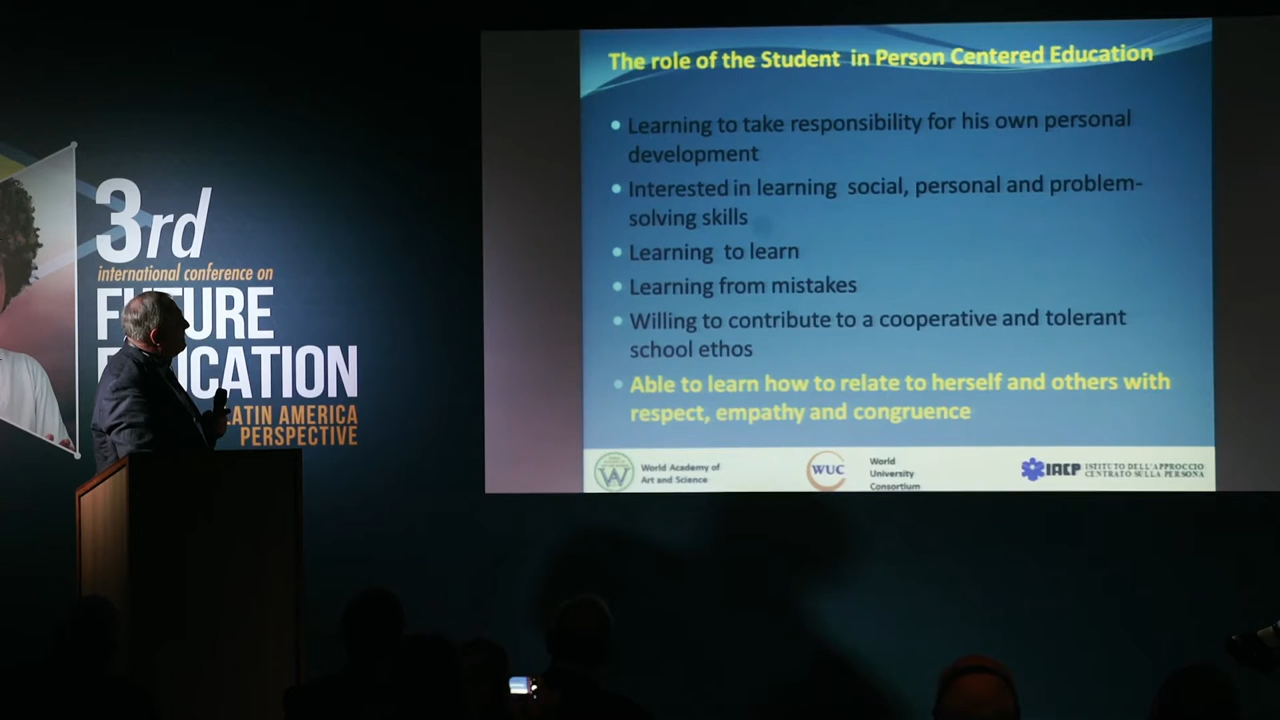 3rd
international conference on
FUTURE
EDUCATION
LATIN AMERICA
PERSPECTIVE
The role of the Student in Person Centered Education
• Learning to take responsibility for his own personal
development
• Interested in learning social, personal and problem-
solving skills
• Learning to learn
• Learning from mistakes
• Willing to contribute to a cooperative and tolerant
school ethos
• Able to learn how to relate to herself and others with
respect, empathy and congruence
World Academy of
Art and Science
WUC
World
University
Consortium
IACP
ISTITUTO DELL'APPROCCIO
CENTRATO SULLA PERSONA